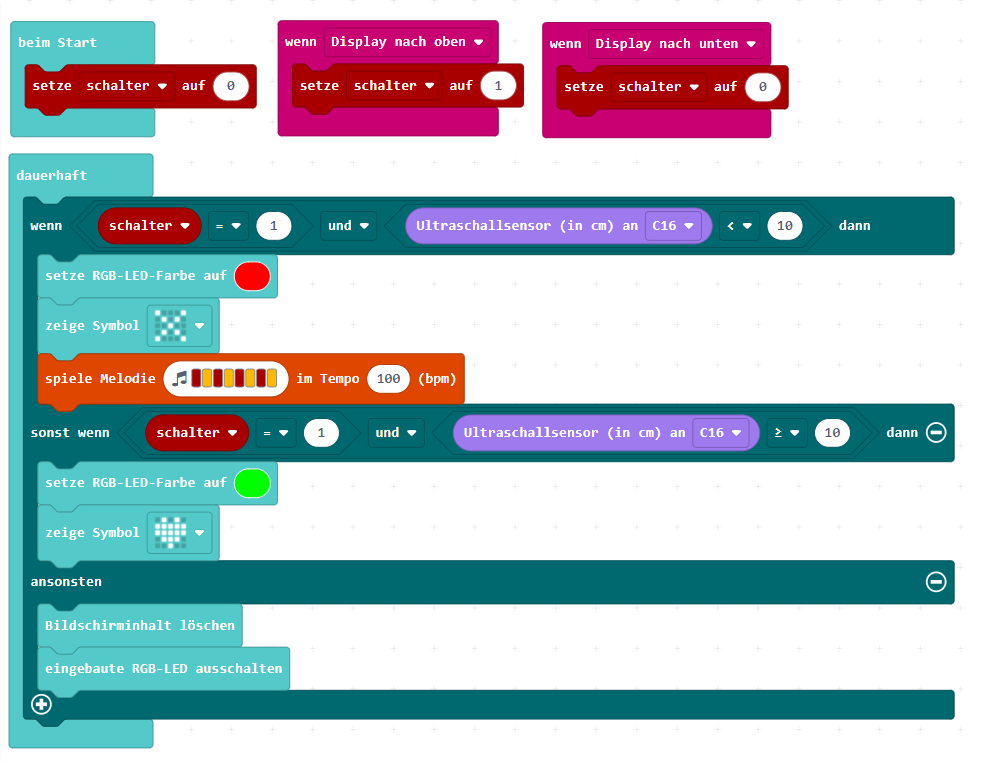 beim Start
setze schalter auf 0
wenn Display nach oben
setze schalter auf 1
wenn Display nach unten
setze schalter auf 0
dauerhaft
wenn schalter = 1 und Ultraschallsensor (in cm) an C16 < 10 dann
setze RGB-LED-Farbe auf
zeige Symbol
spiele Melodie im Tempo 100 (bpm)
sonst wenn schalter = 1 und Ultraschallsensor (in cm) an C16 ≥ 10 dann
setze RGB-LED-Farbe auf
zeige Symbol
ansonsten
Bildschirminhalt löschen
eingebaute RGB-LED ausschalten